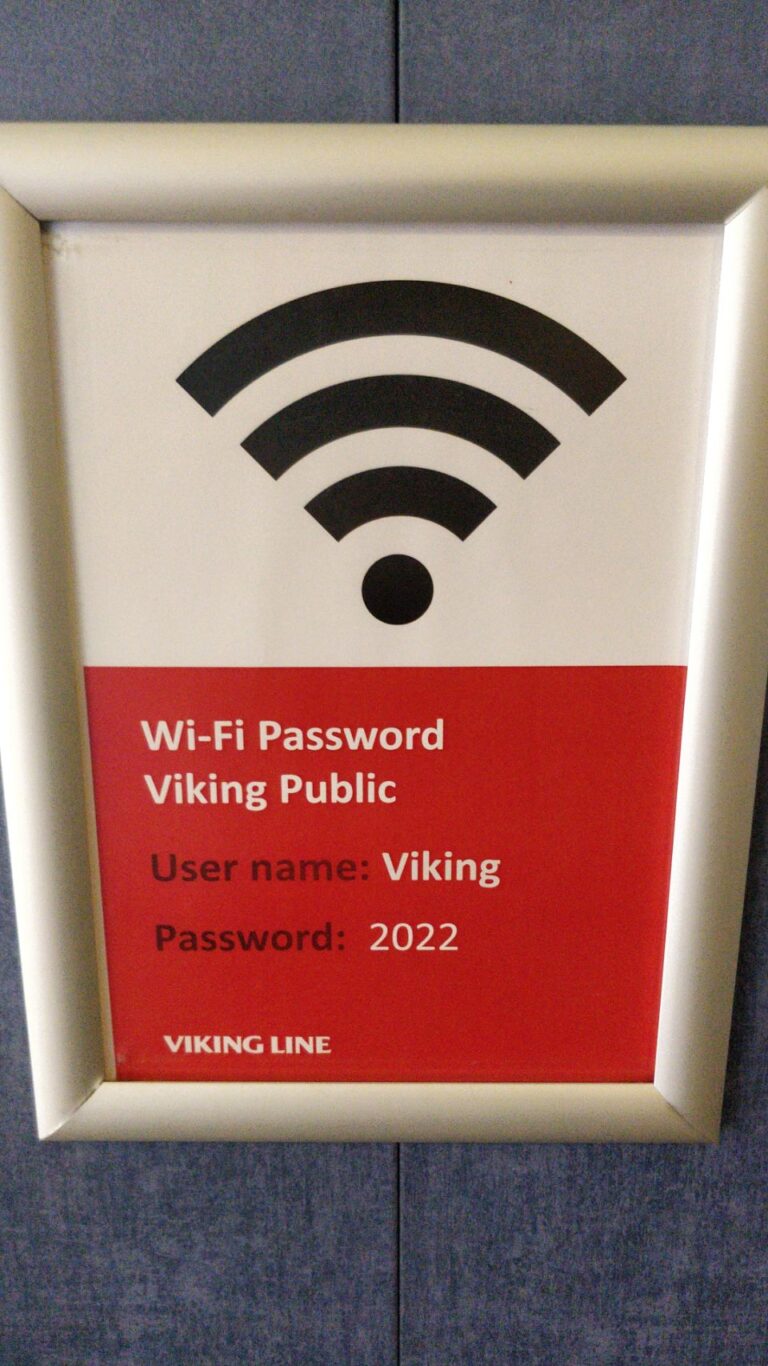 Wi-Fi Password
Viking Public
User name: Viking
Password: 2022
VIKING LINE